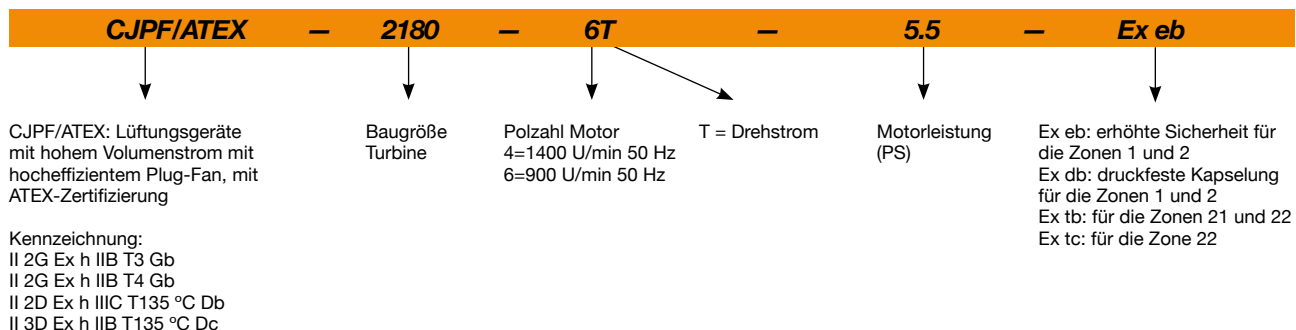 CJPF/ATEX — 2180 — 6T — 5.5 — Ex eb
CJPF/ATEX: Lüftungsgeräte
mit hohem Volumenstrom mit
hocheffizientem Plug-Fan, mit
ATEX-Zertifizierung
Kennzeichnung:
II 2G Ex h IIB T3 Gb
II 2G Ex h IIB T4 Gb
II 2D Ex h IIIC T135 ºC Db
II 3D Ex h IIB T135 ºC Dc
Baugröße
Turbine
Polzahl Motor
4=1400 U/min 50 Hz
6=900 U/min 50 Hz
T = Drehstrom
Motorleistung
(PS)
Ex eb: erhöhte Sicherheit für
die Zonen 1 und 2
Ex db: druckfeste Kapselung
für die Zonen 1 und 2
Ex tb: für die Zonen 21 und 22
Ex tc: für die Zone 22